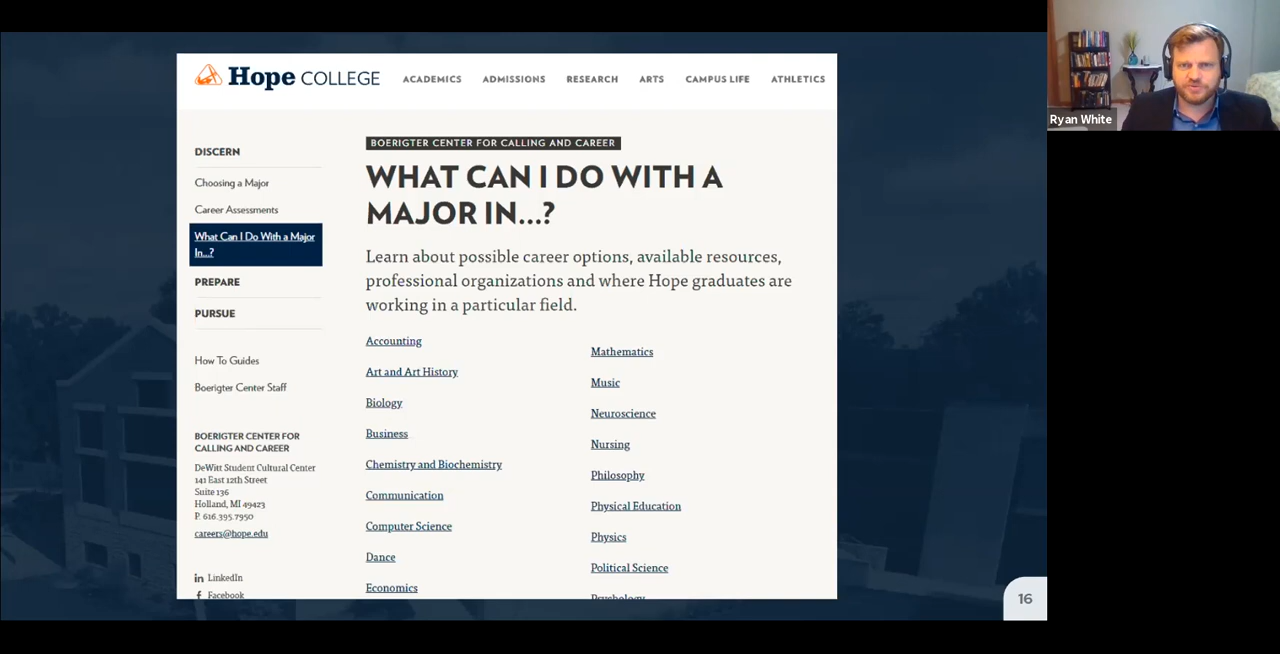 Hope COLLEGE
ACADEMICS ADMISSIONS RESEARCH ARTS CAMPUS LIFE ATHLETICS
DISCERN
Choosing a Major
Career Assessments
What Can I Do With a Major
In...?
PREPARE
PURSUE
How To Guides
Boerigter Center Staff
BOERIGTER CENTER FOR
CALLING AND CAREER
DeWitt Student Cultural Center
141 East 12th Street
Suite 136
Holland, MI 49423
P. 616.395.7950
careers@hope.edu
LinkedIn
Facebook
BOERIGTER CENTER FOR CALLING AND CAREER
WHAT CAN I DO WITH A
MAJOR IN...?
Learn about possible career options, available resources,
professional organizations and where Hope graduates are
working in a particular field.
Accounting
Art and Art History
Biology
Business
Chemistry and Biochemistry
Communication
Computer Science
Dance
Economics
Mathematics
Music
Neuroscience
Nursing
Philosophy
Physical Education
Physics
Political Science
Psychology
16
Ryan White